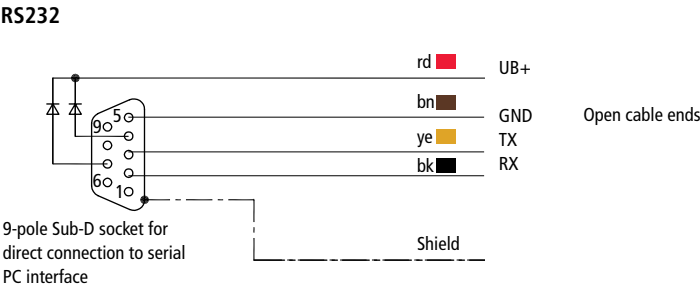 RS232
rd
UB+
bn
GND
Open cable ends
ye
TX
bk
RX
5
9
6
1
9-pole Sub-D socket for
direct connection to serial
PC interface
Shield